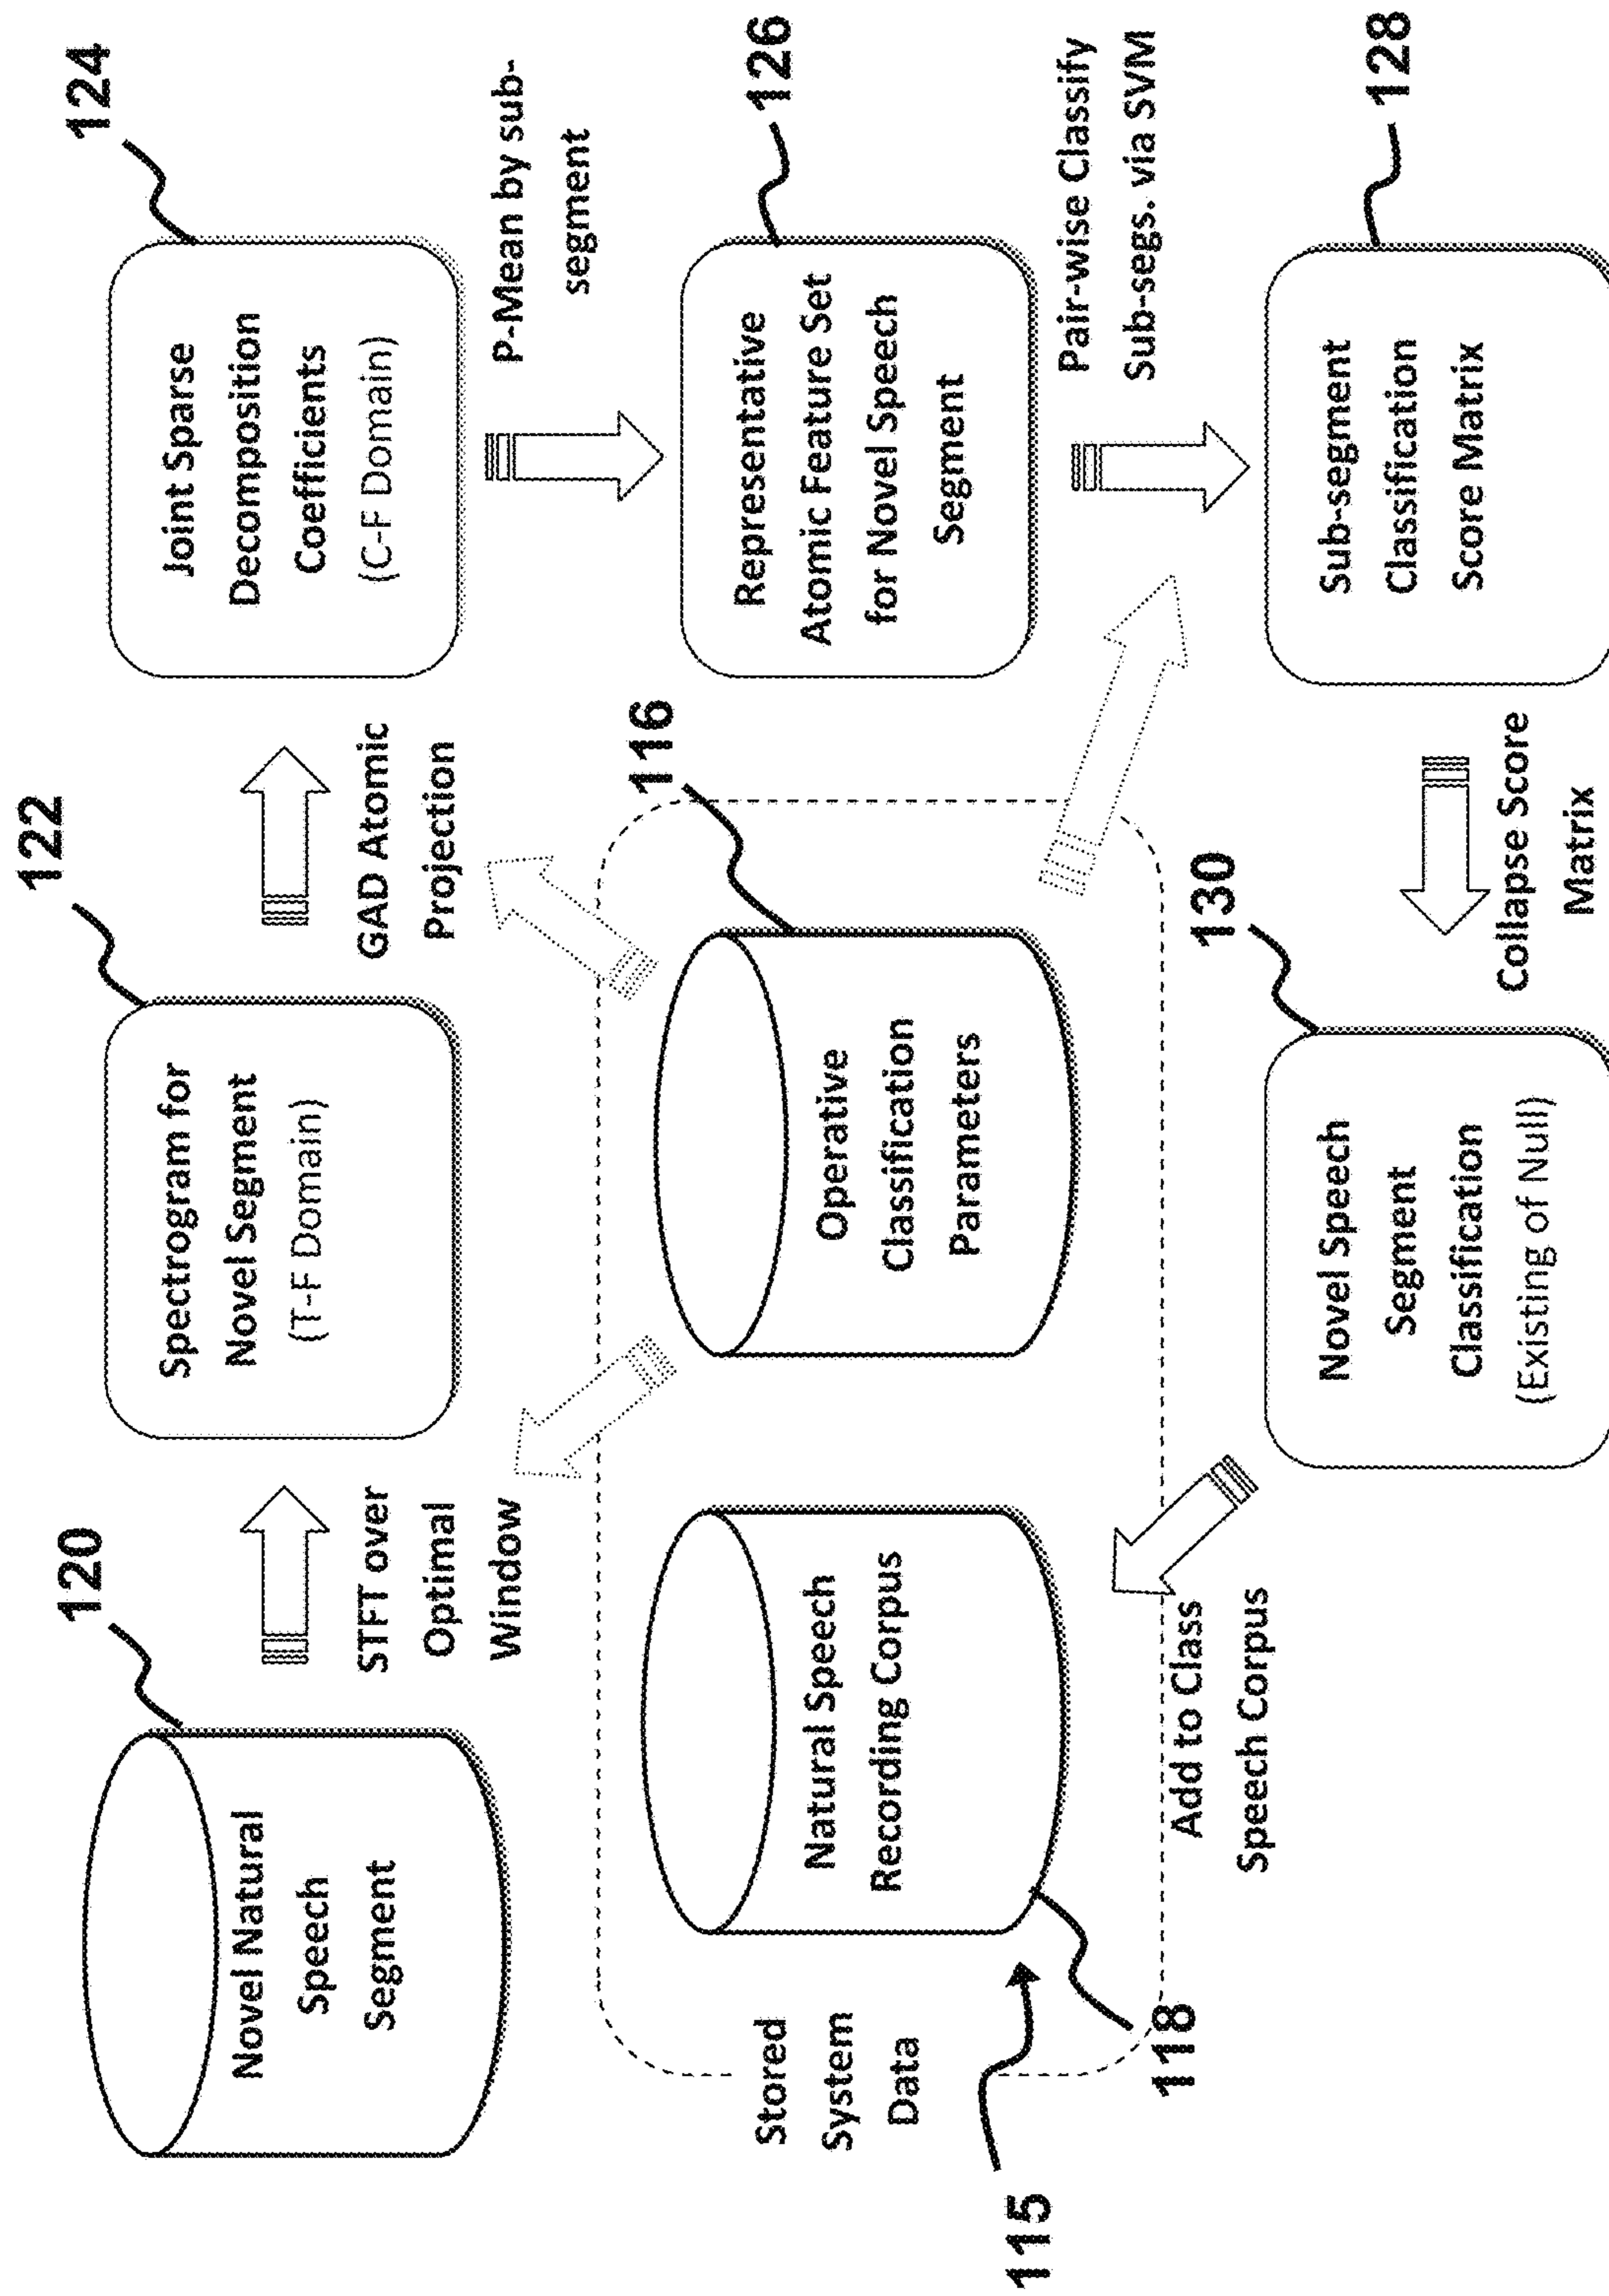 120
Novel Natural
Speech
Segment
STFT over
Optimal
Window
122
Spectrogram for
Novel Segment
(T-F Domain)
GAD Atomic
Projection
124
Joint Sparse
Decomposition
Coefficients
(C-F Domain)
P-Mean by sub-
segment
Stored
System
Data
115
118
Natural Speech
Recording Corpus
116
Operative
Classification
Parameters
126
Representative
Atomic Feature Set
for Novel Speech
Segment
Pair-wise Classify
Sub-segs. via SVM
128
Sub-segment
Classification
Score Matrix
Collapse Score
Matrix
130
Novel Speech
Segment
Classification
(Existing of Null)
Add to Class
Speech Corpus